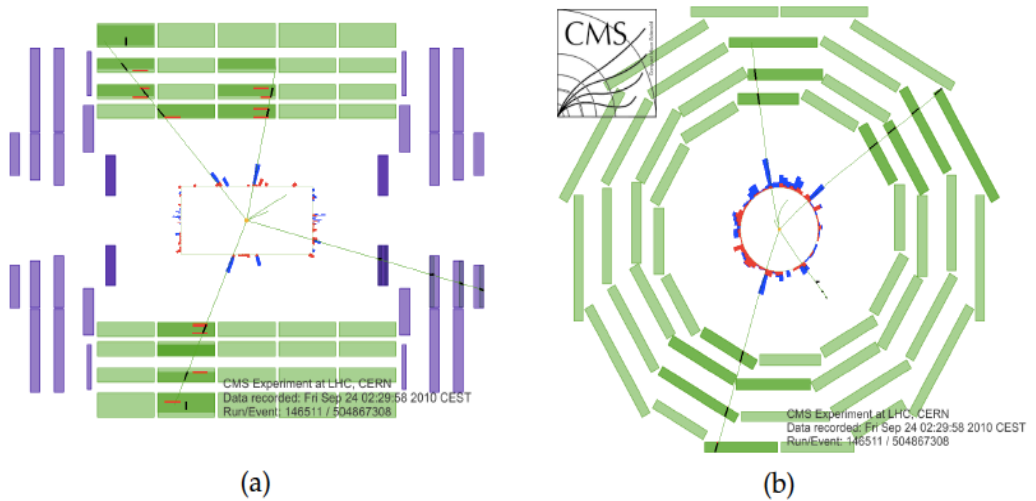 CMS
CMS Experiment at LHC, CERN
Data recorded: Fri Sep 24 02:29:58 2010 CEST
Run/Event: 146511 / 504867308
CMS Experiment at LHC, CERN
Data recorded: Fri Sep 24 02:29:58 2010 CEST
Run/Event: 146511 / 504867308
(a)
(b)